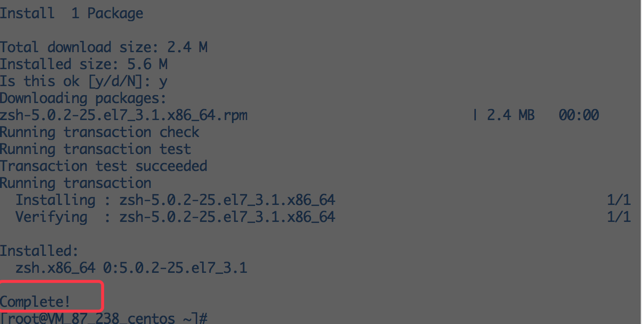 Install  1 Package
Total download size: 2.4 M
Installed size: 5.6 M
Is this ok [y/d/N]: y
Downloading packages:
zsh-5.0.2-25.el7_3.1.x86_64.rpm | 2.4 MB 00:00
Running transaction check
Running transaction test
Transaction test succeeded
Running transaction
Installing : zsh-5.0.2-25.el7_3.1.x86_64 1/1
Verifying  : zsh-5.0.2-25.el7_3.1.x86_64 1/1
Installed:
zsh.x86_64 0:5.0.2-25.el7_3.1
Complete!
[root@VM_87_238_centos ~]#